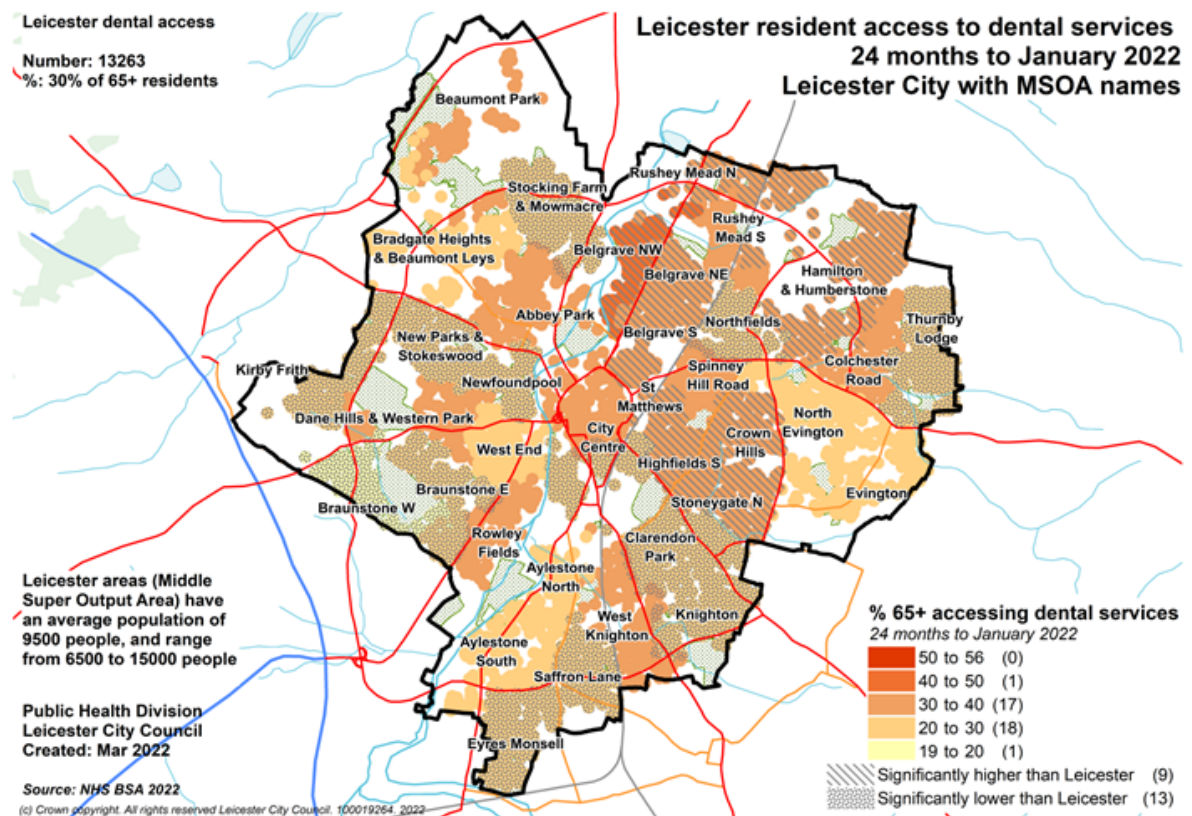 Leicester dental access
Number: 13263
%: 30% of 65+ residents
Leicester resident access to dental services
24 months to January 2022
Leicester City with MSOA names
Beaumont Park
Rushey Mead N
Stocking Farm
& Mowmacre
Rushey
Mead S
Bradgate Heights
& Beaumont Leys
Belgrave NW
Belgrave NE
Hamilton
& Humberstone
Abbey Park
Belgrave S
Northfields
Thurnby
Lodge
New Parks &
Stokeswood
Kirby Frith
Newfoundpool
Spinney
Hill Road
Colchester
Road
St
Matthews
Dane Hills & Western Park
North
Evington
City
Centre
Crown
Hills
West End
Highfields S
Braunstone E
Evington
Stoneygate N
Braunstone W
Rowley
Fields
Clarendon
Park
Aylestone
North
West
Knighton
Knighton
Aylestone
South
Saffron Lane
Eyres Monsell
Leicester areas (Middle
Super Output Area) have
an average population of
9500 people, and range
from 6500 to 15000 people
Public Health Division
Leicester City Council
Created: Mar 2022
Source: NHS BSA 2022
(c) Crown copyright. All rights reserved Leicester City Council. 100019264. 2022
% 65+ accessing dental services
24 months to January 2022
50 to 56 (0)
40 to 50 (1)
30 to 40 (17)
20 to 30 (18)
19 to 20 (1)
Significantly higher than Leicester (9)
Significantly lower than Leicester (13)